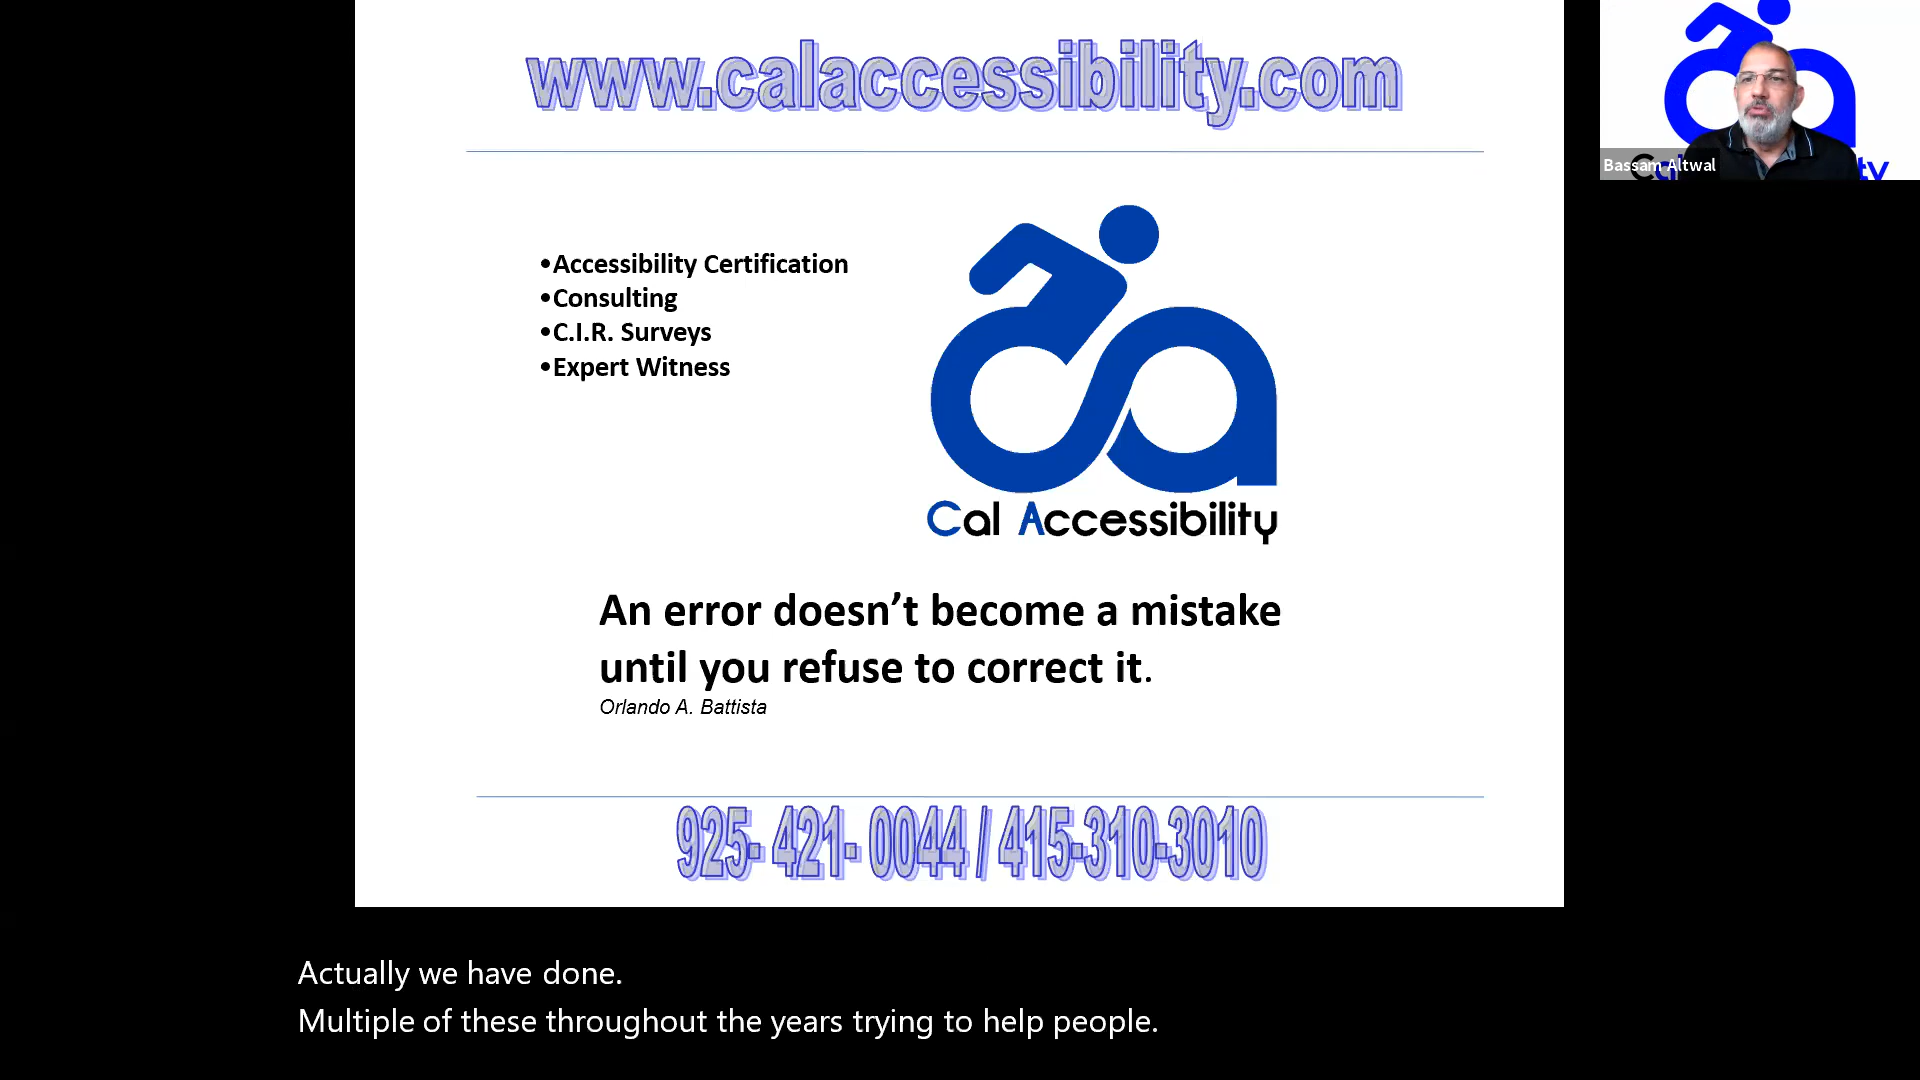 www.calaccessibility.com
Bassam Altwal
•Accessibility Certification
•Consulting
•C.I.R. Surveys
•Expert Witness
Cal Accessibility
An error doesn’t become a mistake
until you refuse to correct it.
Orlando A. Battista
925- 421- 0044 / 415-310-3010
Actually we have done.
Multiple of these throughout the years trying to help people.